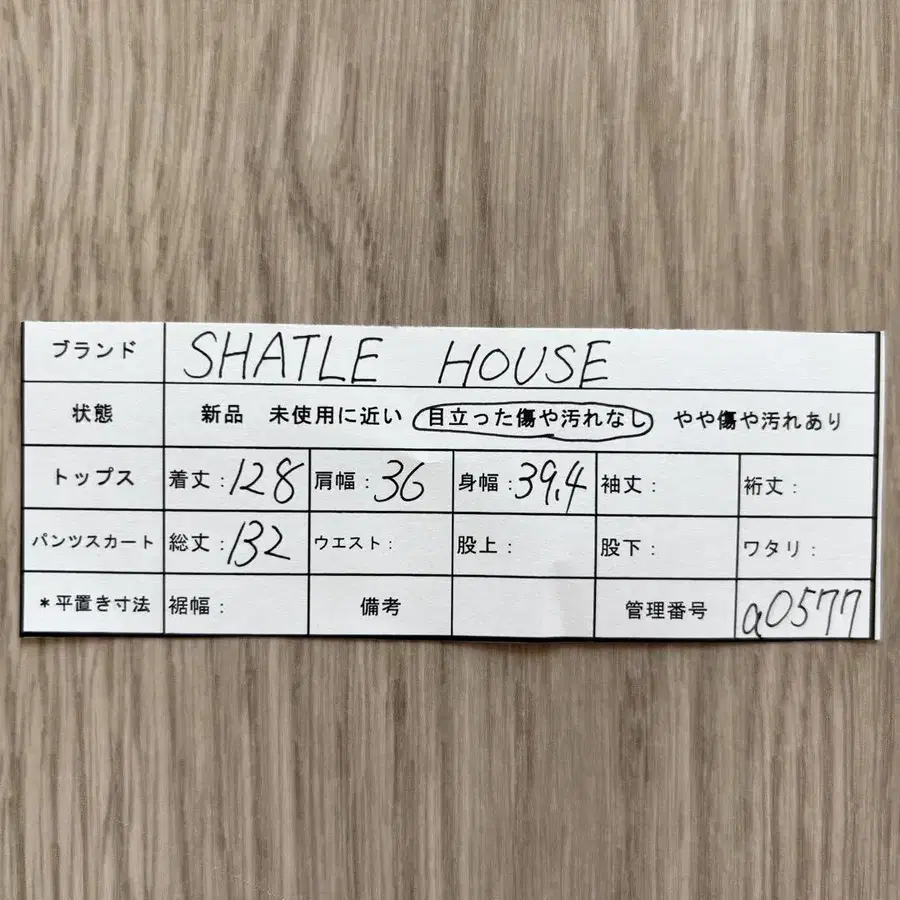 ブランド SHATLE HOUSE
状態 新品 未使用に近い 目立った傷や汚れなし やや傷や汚れあり
トップス 着丈:128 肩幅:36 身幅:39.4 袖丈: 裄丈:
パンツスカート 総丈:132 ウエスト: 股上: 股下: ワタリ:
*平置き寸法 裾幅: 備考 管理番号 a0577